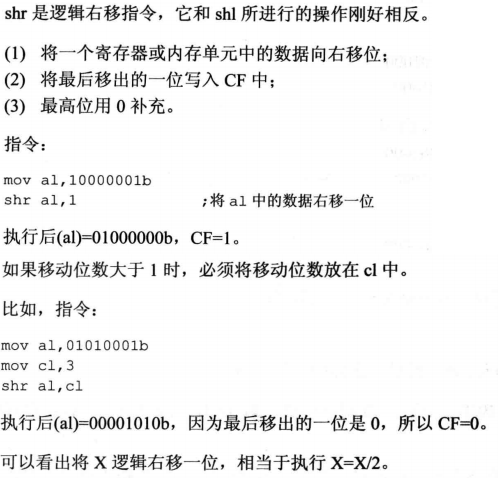 shr 是逻辑右移指令，它和 shl 所进行的操作刚好相反。
(1) 将一个寄存器或内存单元中的数据向右移位；
(2) 将最后移出的一位写入 CF 中；
(3) 最高位用 0 补充。
指令：
mov al,10000001b
shr al,1 ;将 al 中的数据右移一位
执行后(al)=01000000b，CF=1。
如果移动位数大于 1 时，必须将移动位数放在 cl 中。
比如，指令：
mov al,01010001b
mov cl,3
shr al,cl
执行后(al)=00001010b，因为最后移出的一位是 0，所以 CF=0。
可以看出将 X 逻辑右移一位，相当于执行 X=X/2。